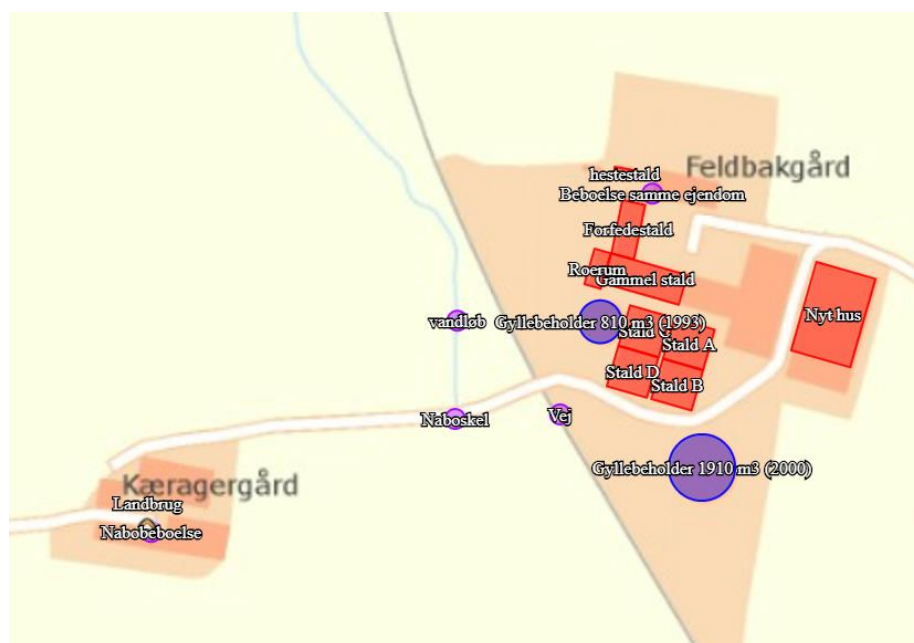 Feldbakgård
hestestald
Beboelse samme ejendom
Forfedestald
Roerum
Gammel stald
Nyt hus
vandløb
Gyllebeholder 810 m3 (1993)
Stald C
Stald A
Stald D
Stald B
Naboskel
Vej
Gyllebeholder 1910 m3 (2000)
Kæragergård
Landbrug
Nabobeboelse